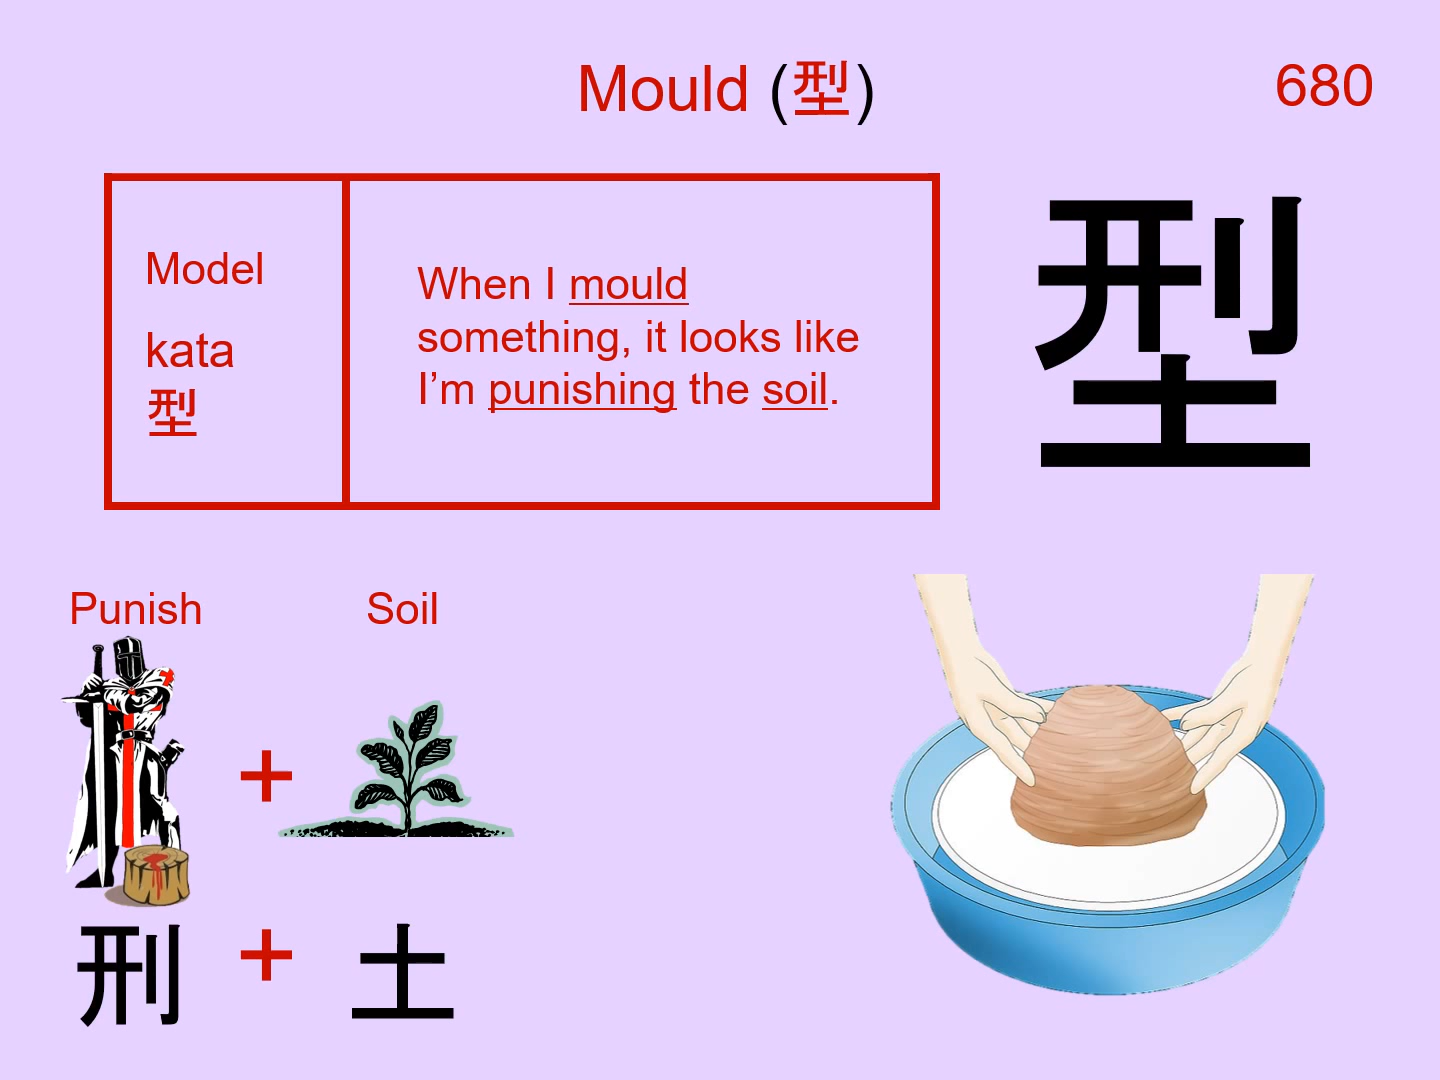 Mould (型)
680
Model
kata
型
When I mould
something, it looks like
I’m punishing the soil.
型
Punish
Soil
+
刑 + 土